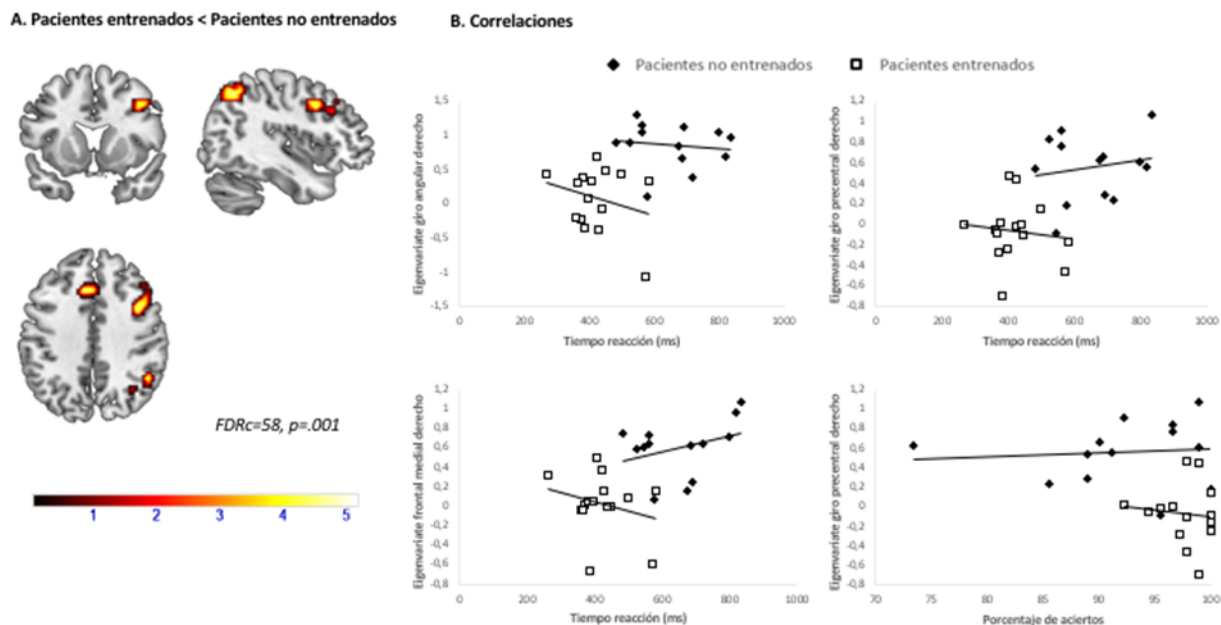 A. Pacientes entrenados < Pacientes no entrenados
B. Correlaciones
Pacientes no entrenados
Pacientes entrenados
FDRc=58, p=.001
1 2 3 4 5
Eigenvariate giro angular derecho
1,5
1
0,5
0
-0,5
-1
-1,5
0 200 400 600 800 1000
Tiempo reacción (ms)
Eigenvariate giro precentral derecho
1,2
1
0,8
0,6
0,4
0,2
0
-0,2
-0,4
-0,6
-0,8
0 200 400 600 800 1000
Tiempo reacción (ms)
Eigenvariate frontal medial derecho
1,2
1
0,8
0,6
0,4
0,2
0
-0,2
-0,4
-0,6
-0,8
0 200 400 600 800 1000
Tiempo reacción (ms)
Eigenvariate giro precentral derecho
1,2
1
0,8
0,6
0,4
0,2
0
-0,2
-0,4
-0,6
-0,8
70 75 80 85 90 95 100
Porcentaje de aciertos